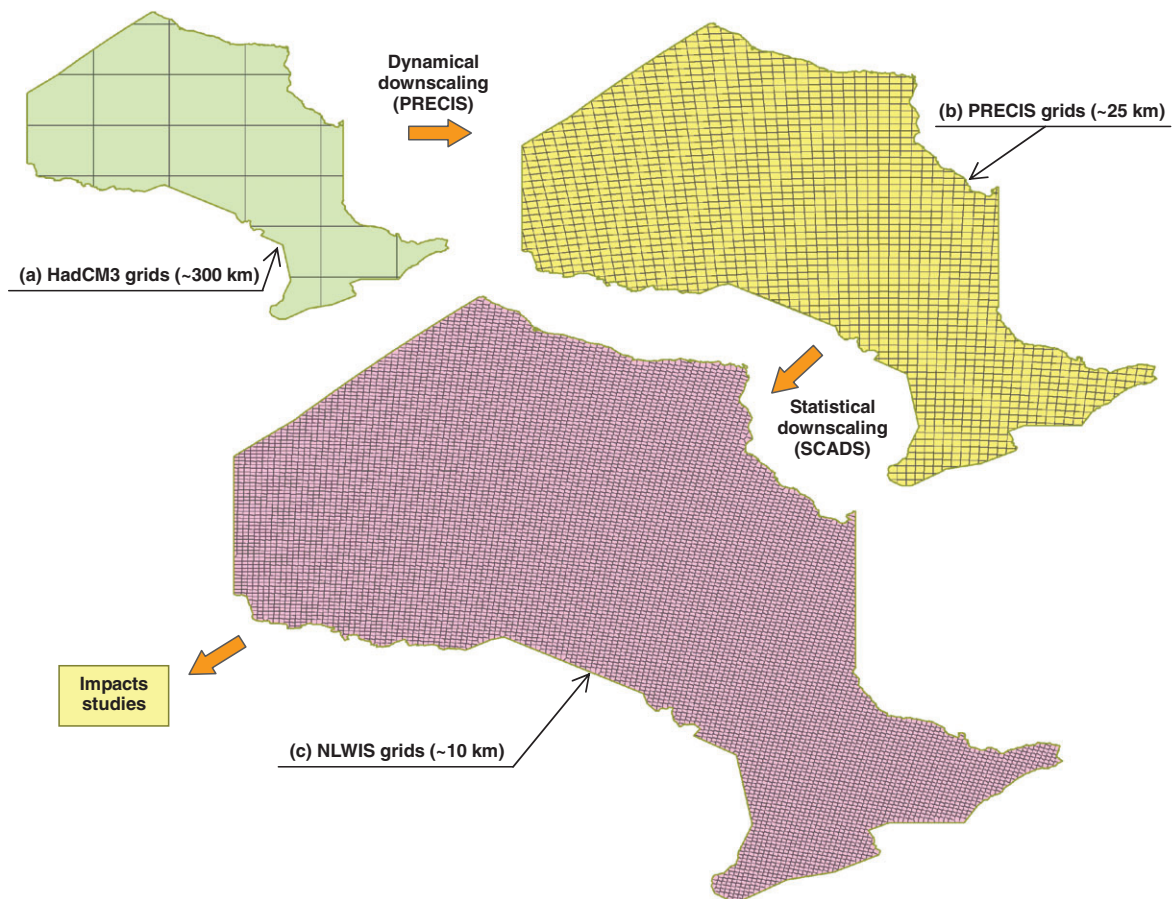 Dynamical
downscaling
(PRECIS)
(b) PRECIS grids (~25 km)
(a) HadCM3 grids (~300 km)
Statistical
downscaling
(SCADS)
Impacts
studies
(c) NLWIS grids (~10 km)